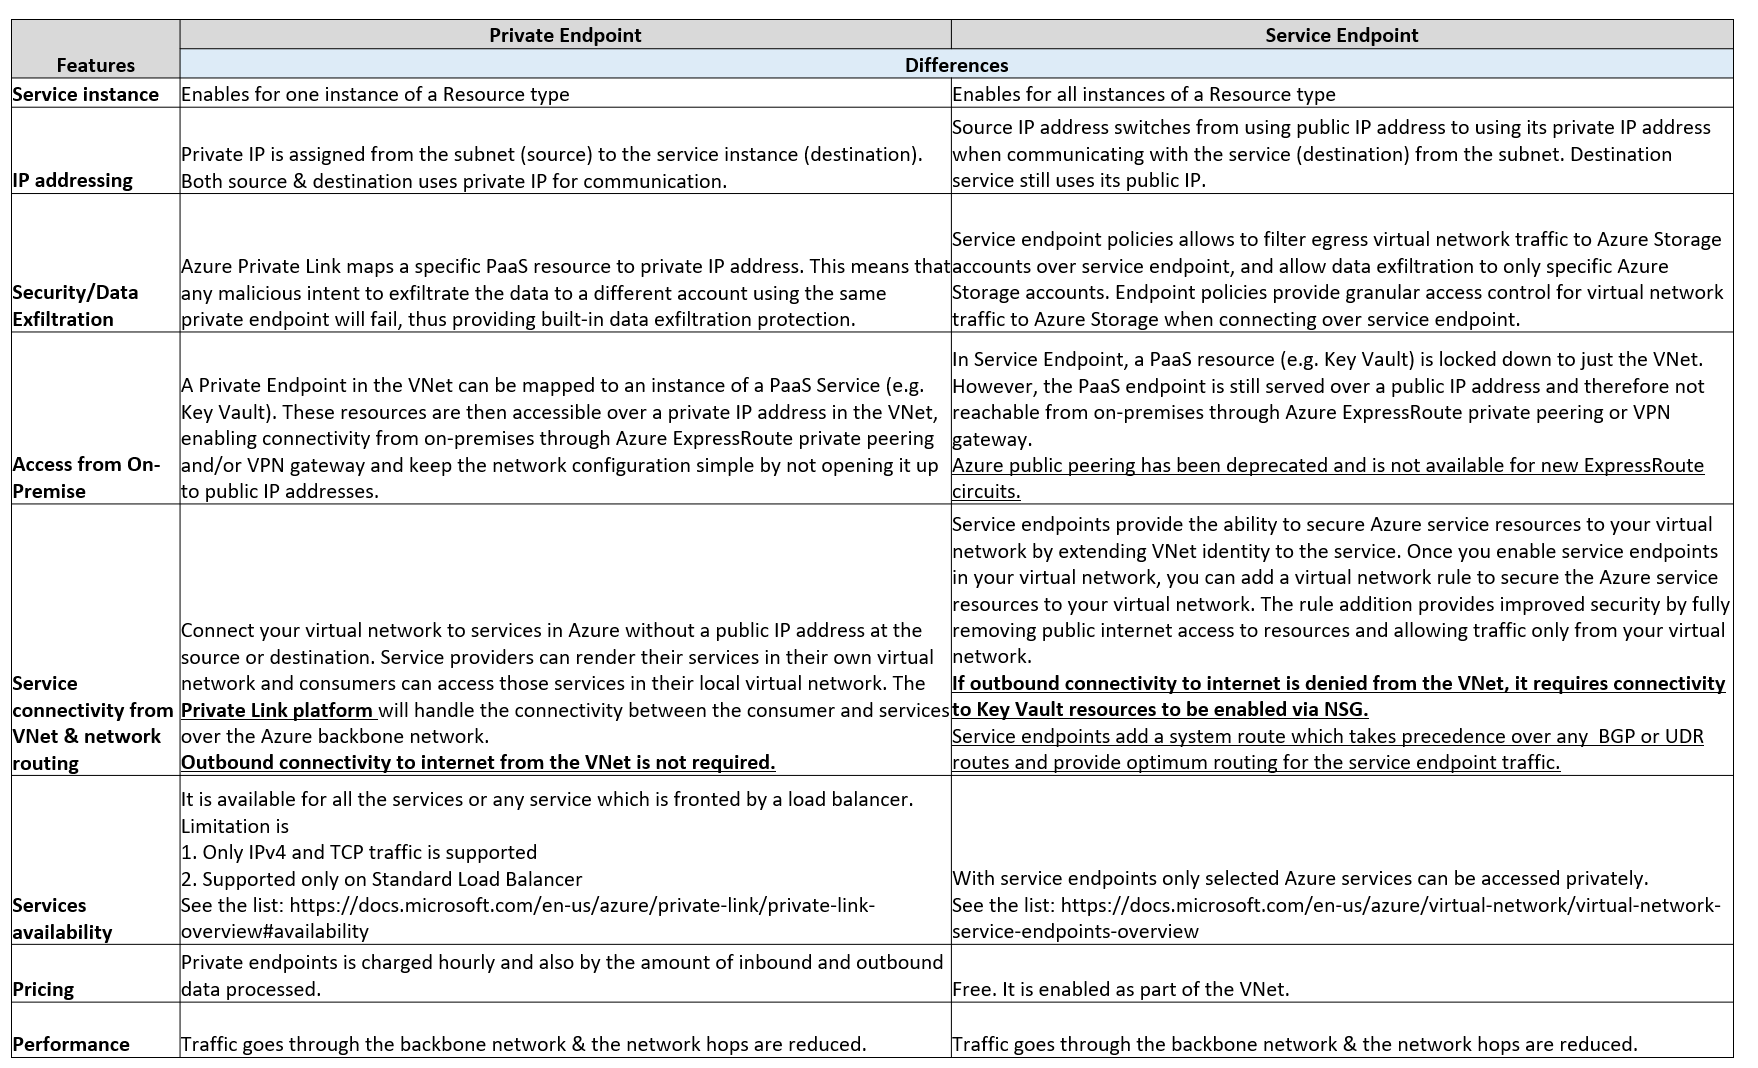 Private Endpoint
Service Endpoint
Features
Differences
Service instance
Enables for one instance of a Resource type
Enables for all instances of a Resource type
IP addressing
Private IP is assigned from the subnet (source) to the service instance (destination).
Both source & destination uses private IP for communication.
Source IP address switches from using public IP address to using its private IP address
when communicating with the service (destination) from the subnet. Destination
service still uses its public IP.
Security/Data
Exfiltration
Azure Private Link maps a specific PaaS resource to private IP address. This means that
any malicious intent to exfiltrate the data to a different account using the same
private endpoint will fail, thus providing built-in data exfiltration protection.
Service endpoint policies allows to filter egress virtual network traffic to Azure Storage
accounts over service endpoint, and allow data exfiltration to only specific Azure
Storage accounts. Endpoint policies provide granular access control for virtual network
traffic to Azure Storage when connecting over service endpoint.
Access from On-
Premise
A Private Endpoint in the VNet can be mapped to an instance of a PaaS Service (e.g.
Key Vault). These resources are then accessible over a private IP address in the VNet,
enabling connectivity from on-premises through Azure ExpressRoute private peering
and/or VPN gateway and keep the network configuration simple by not opening it up
to public IP addresses.
In Service Endpoint, a PaaS resource (e.g. Key Vault) is locked down to just the VNet.
However, the PaaS endpoint is still served over a public IP address and therefore not
reachable from on-premises through Azure ExpressRoute private peering or VPN
gateway.
Azure public peering has been deprecated and is not available for new ExpressRoute
circuits.
Service
connectivity from
VNet & network
routing
Connect your virtual network to services in Azure without a public IP address at the
source or destination. Service providers can render their services in their own virtual
network and consumers can access those services in their local virtual network. The
Private Link platform will handle the connectivity between the consumer and services
over the Azure backbone network.
Outbound connectivity to internet from the VNet is not required.
Service endpoints provide the ability to secure Azure service resources to your virtual
network by extending VNet identity to the service. Once you enable service endpoints
in your virtual network, you can add a virtual network rule to secure the Azure service
resources to your virtual network. The rule addition provides improved security by fully
removing public internet access to resources and allowing traffic only from your virtual
network.
If outbound connectivity to internet is denied from the VNet, it requires connectivity
to Key Vault resources to be enabled via NSG.
Service endpoints add a system route which takes precedence over any  BGP or UDR
routes and provide optimum routing for the service endpoint traffic.
Services
availability
It is available for all the services or any service which is fronted by a load balancer.
Limitation is
1. Only IPv4 and TCP traffic is supported
2. Supported only on Standard Load Balancer
See the list: https://docs.microsoft.com/en-us/azure/private-link/private-link-
overview#availability
With service endpoints only selected Azure services can be accessed privately.
See the list: https://docs.microsoft.com/en-us/azure/virtual-network/virtual-network-
service-endpoints-overview
Pricing
Private endpoints is charged hourly and also by the amount of inbound and outbound
data processed.
Free. It is enabled as part of the VNet.
Performance
Traffic goes through the backbone network & the network hops are reduced.
Traffic goes through the backbone network & the network hops are reduced.